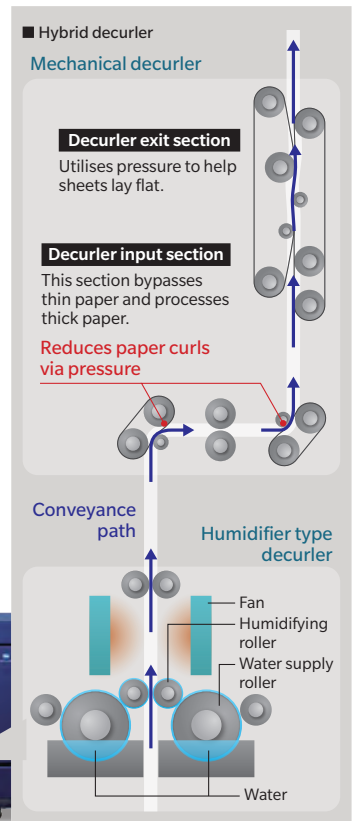 ■ Hybrid decurler
Mechanical decurler
Decurler exit section
Utilises pressure to help
sheets lay flat.
Decurler input section
This section bypasses
thin paper and processes
thick paper.
Reduces paper curls
via pressure
Conveyance
path
Humidifier type
decurler
Fan
Humidifying
roller
Water supply
roller
Water